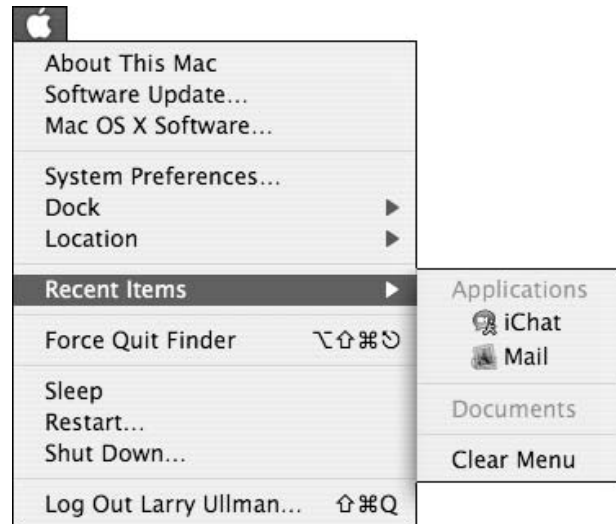 About This Mac
Software Update...
Mac OS X Software...
System Preferences...
Dock
Location
Recent Items
Force Quit Finder ⌥⇧⌘⎋
Sleep
Restart...
Shut Down...
Log Out Larry Ullman... ⇧⌘Q
Applications
iChat
Mail
Documents
Clear Menu